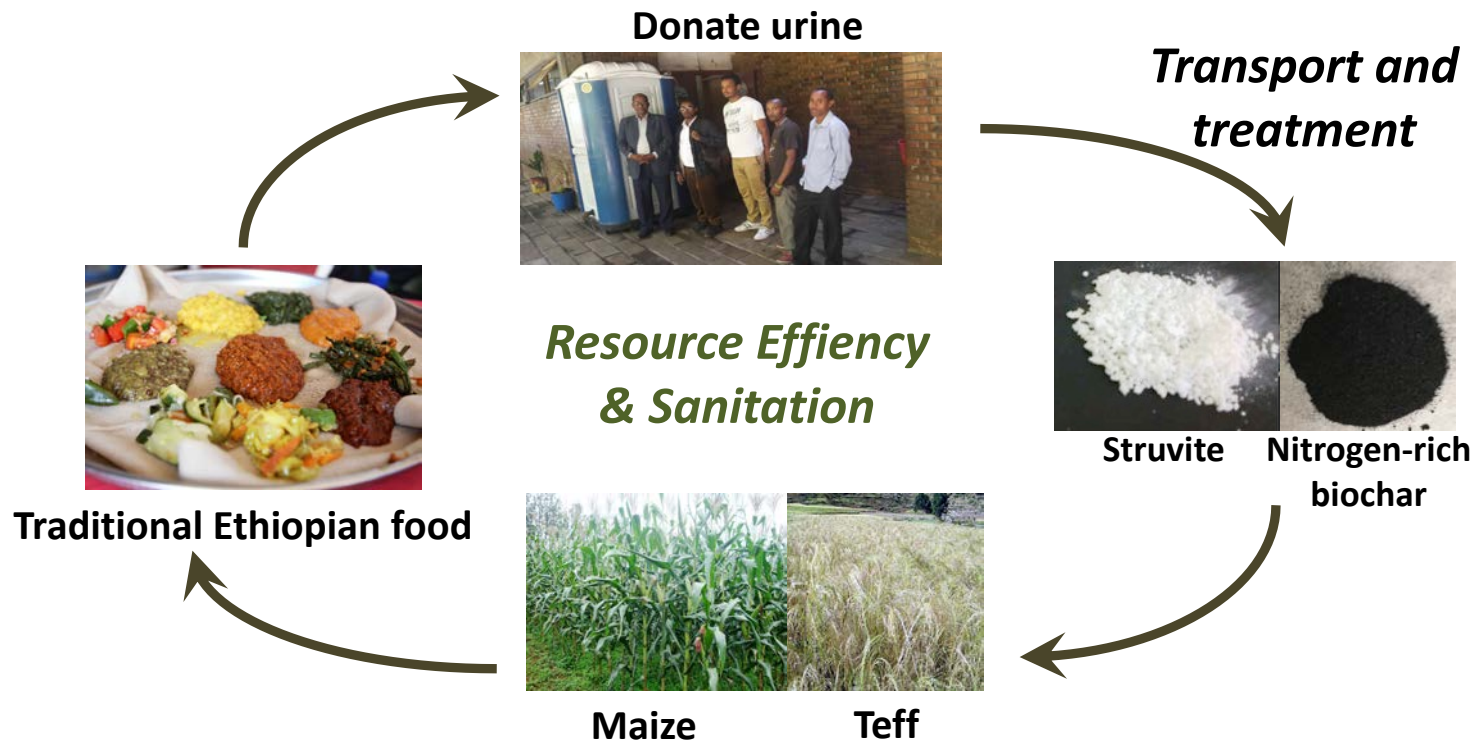 Donate urine
Transport and
treatment
Resource Effiency
& Sanitation
Struvite
Nitrogen-rich
biochar
Traditional Ethiopian food
Maize
Teff